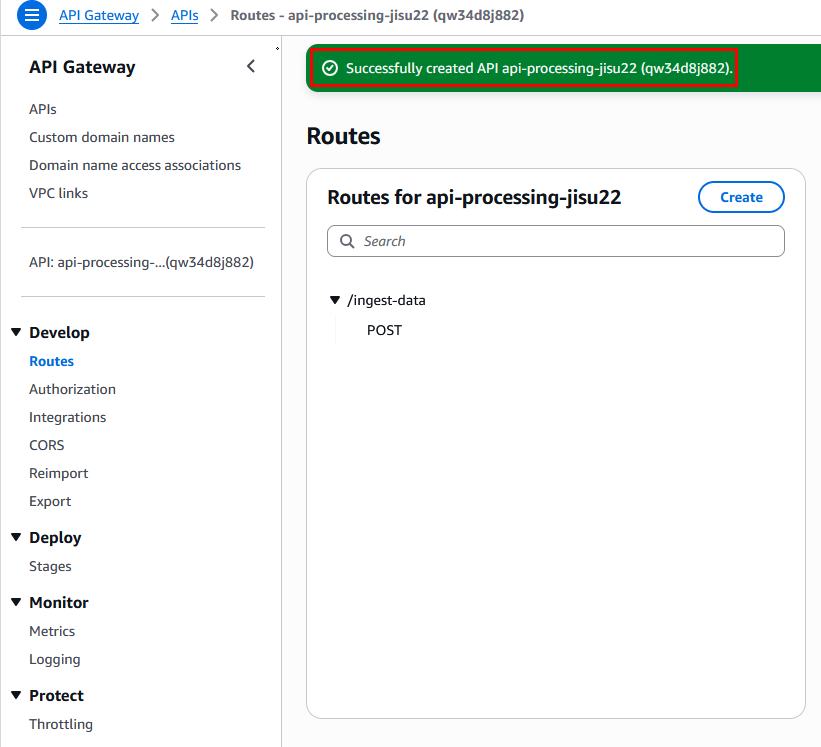 API Gateway > APIs > Routes - api-processing-jisu22 (qw34d8j882)
API Gateway
APIs
Custom domain names
Domain name access associations
VPC links
API: api-processing-...(qw34d8j882)
Develop
Routes
Authorization
Integrations
CORS
Reimport
Export
Deploy
Stages
Monitor
Metrics
Logging
Protect
Throttling
Successfully created API api-processing-jisu22 (qw34d8j882).
Routes
Routes for api-processing-jisu22
Create
Search
/ingest-data
POST